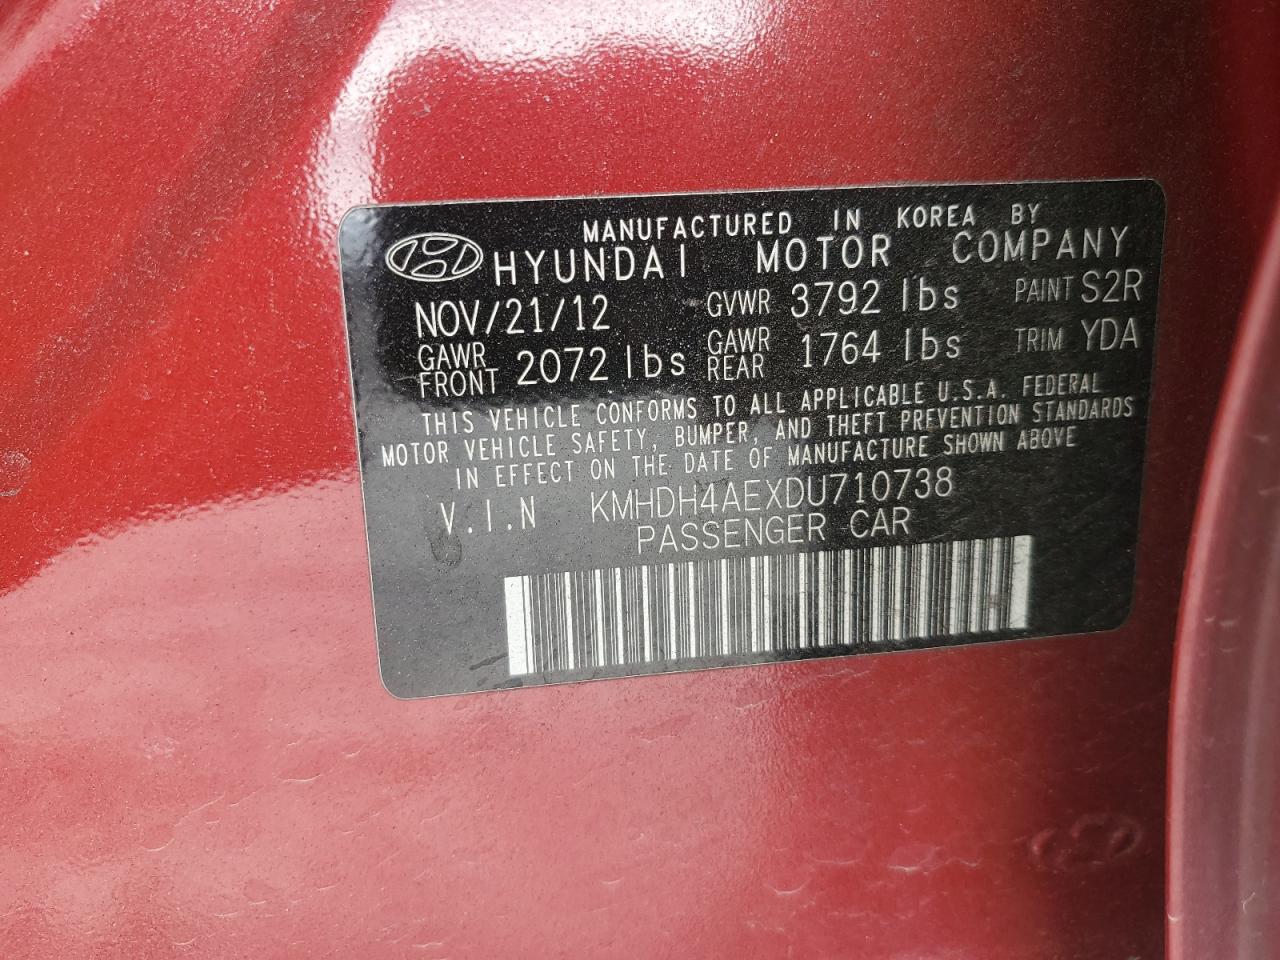 MANUFACTURED IN KOREA BY
HYUNDAI MOTOR COMPANY
NOV/21/12 GVWR 3792 lbs PAINT S2R
GAWR FRONT 2072 lbs GAWR REAR 1764 lbs TRIM YDA
THIS VEHICLE CONFORMS TO ALL APPLICABLE U.S.A. FEDERAL
MOTOR VEHICLE SAFETY, BUMPER, AND THEFT PREVENTION STANDARDS
IN EFFECT ON THE DATE OF MANUFACTURE SHOWN ABOVE
V.I.N KMHDH4AEXDU710738
PASSENGER CAR